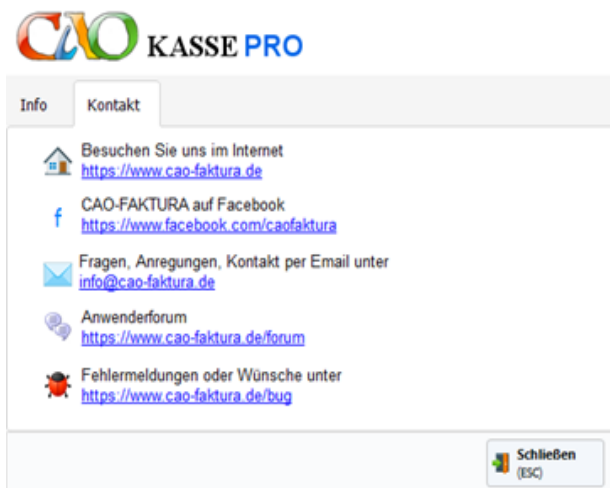 CAO KASSE PRO
Info Kontakt
Besuchen Sie uns im Internet
https://www.cao-faktura.de
f CAO-FAKTURA auf Facebook
https://www.facebook.com/caofaktura
Fragen, Anregungen, Kontakt per Email unter
info@cao-faktura.de
Anwenderforum
https://www.cao-faktura.de/forum
Fehlermeldungen oder Wünsche unter
https://www.cao-faktura.de/bug
Schließen
(ESC)